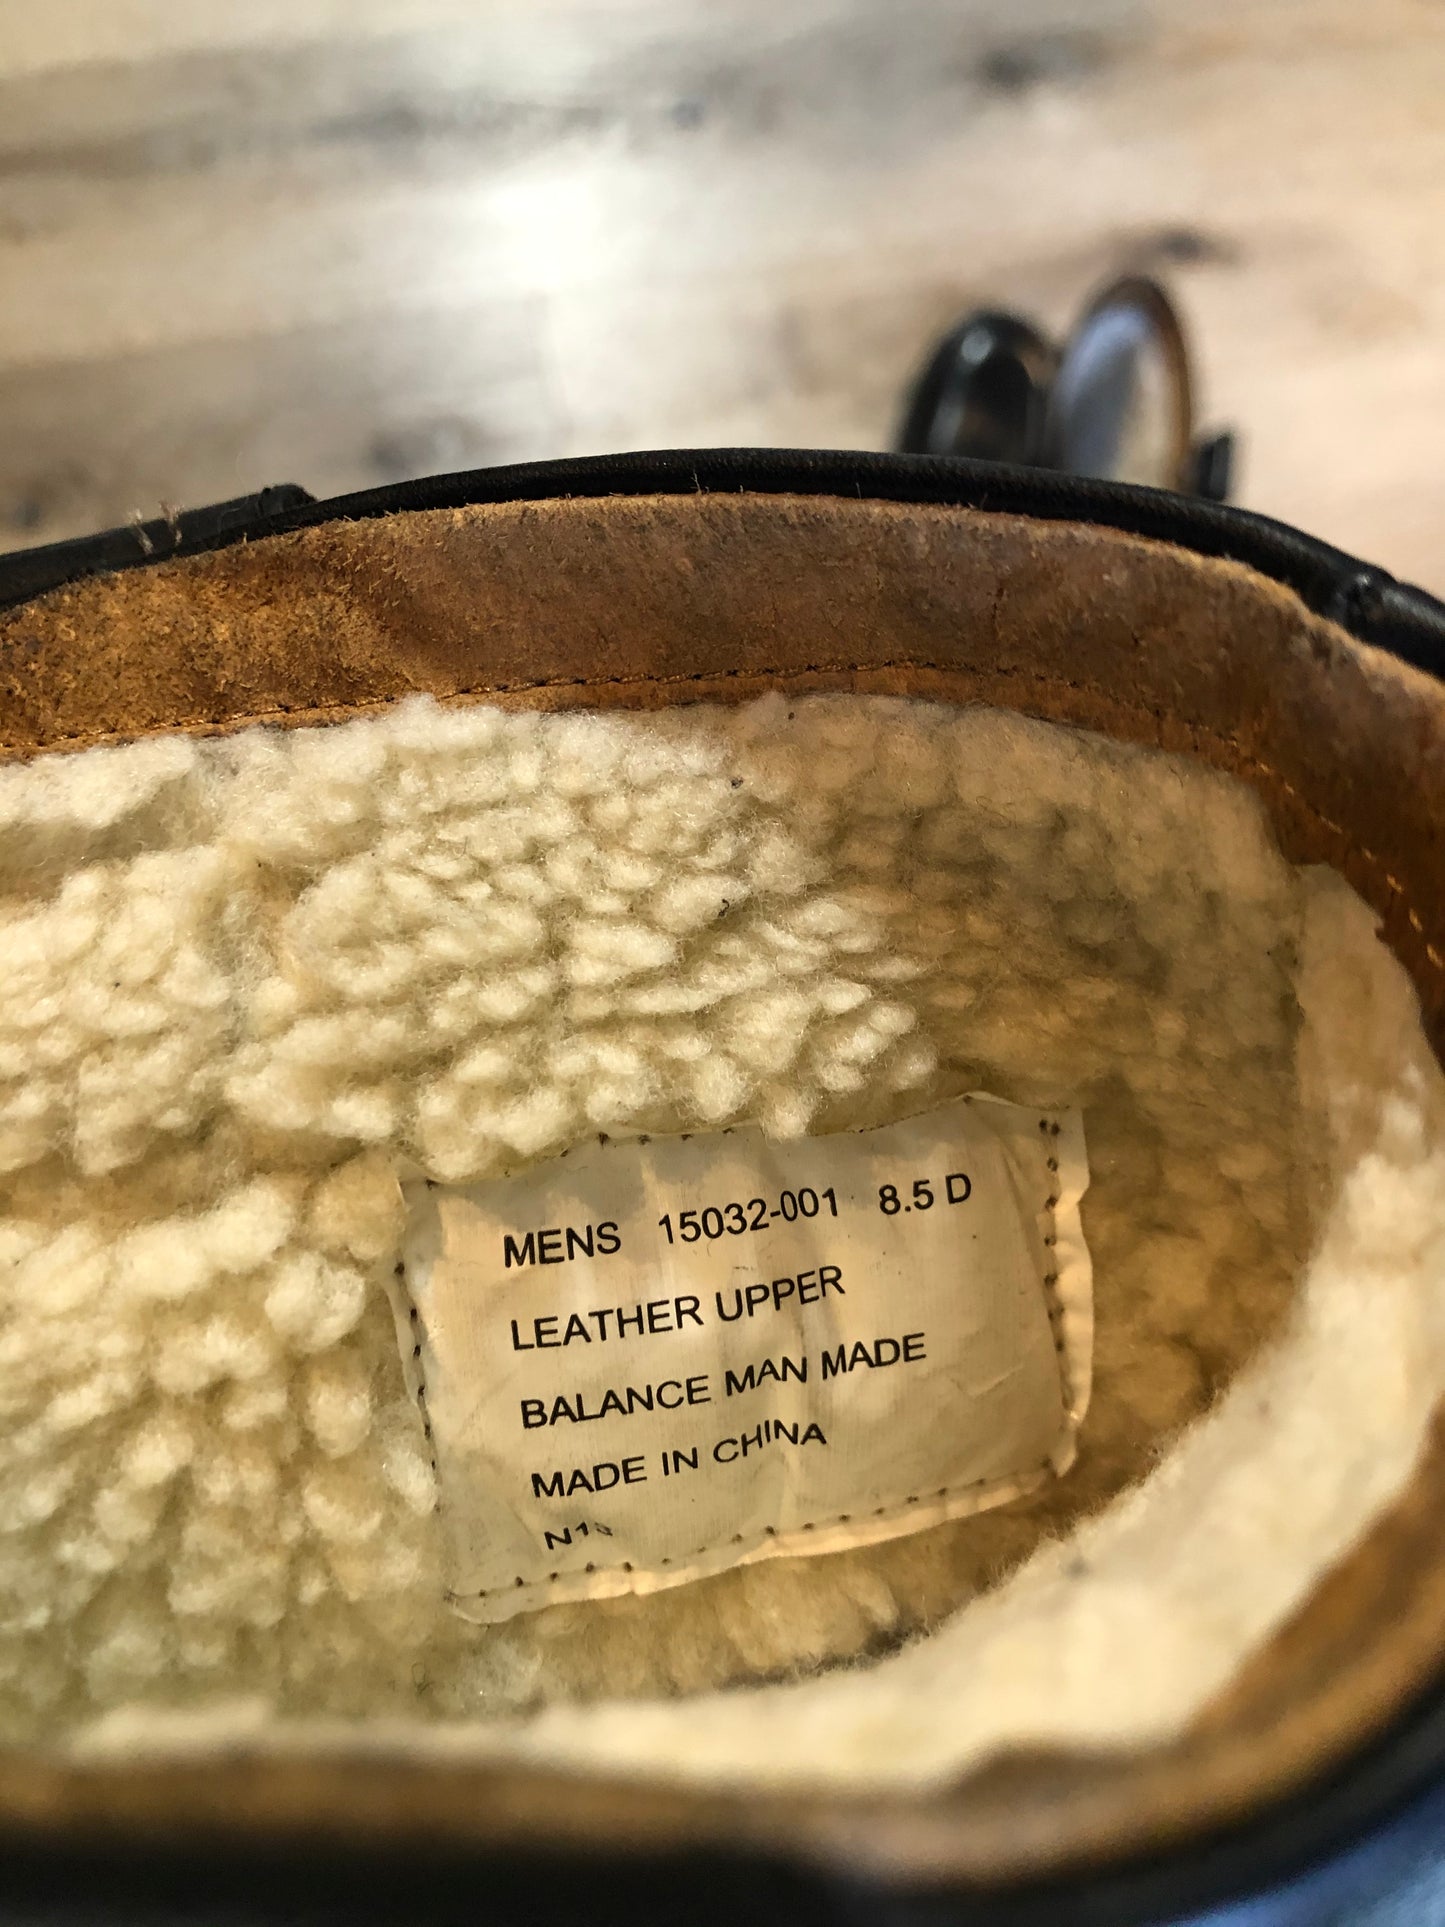 MENS 15032-001 8.5 D
LEATHER UPPER
BALANCE MAN MADE
MADE IN CHINA